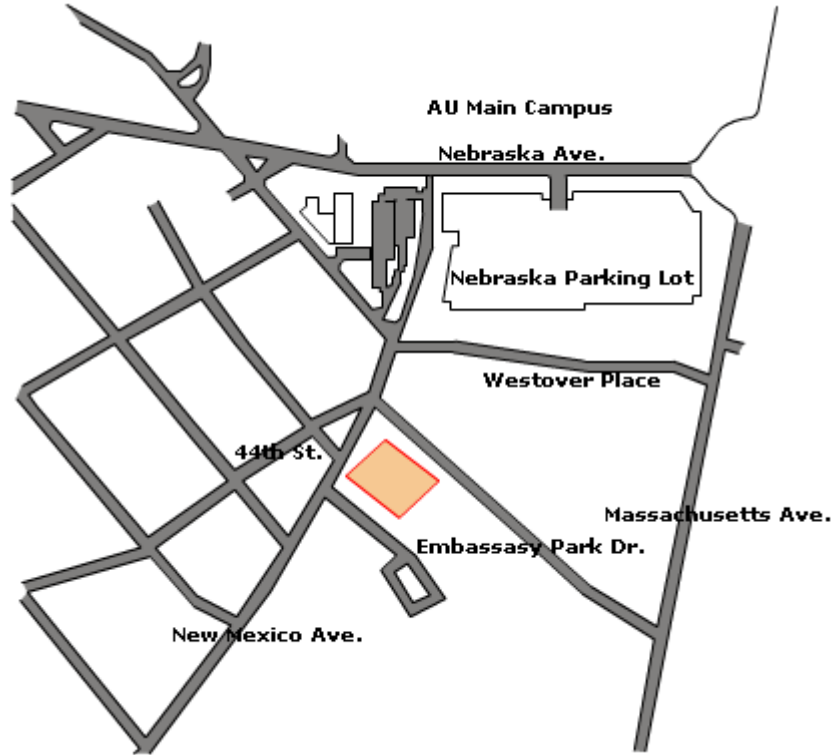 AU Main Campus
Nebraska Ave.
Nebraska Parking Lot
Westover Place
44th St.
Massachusetts Ave.
Embassasy Park Dr.
New Mexico Ave.